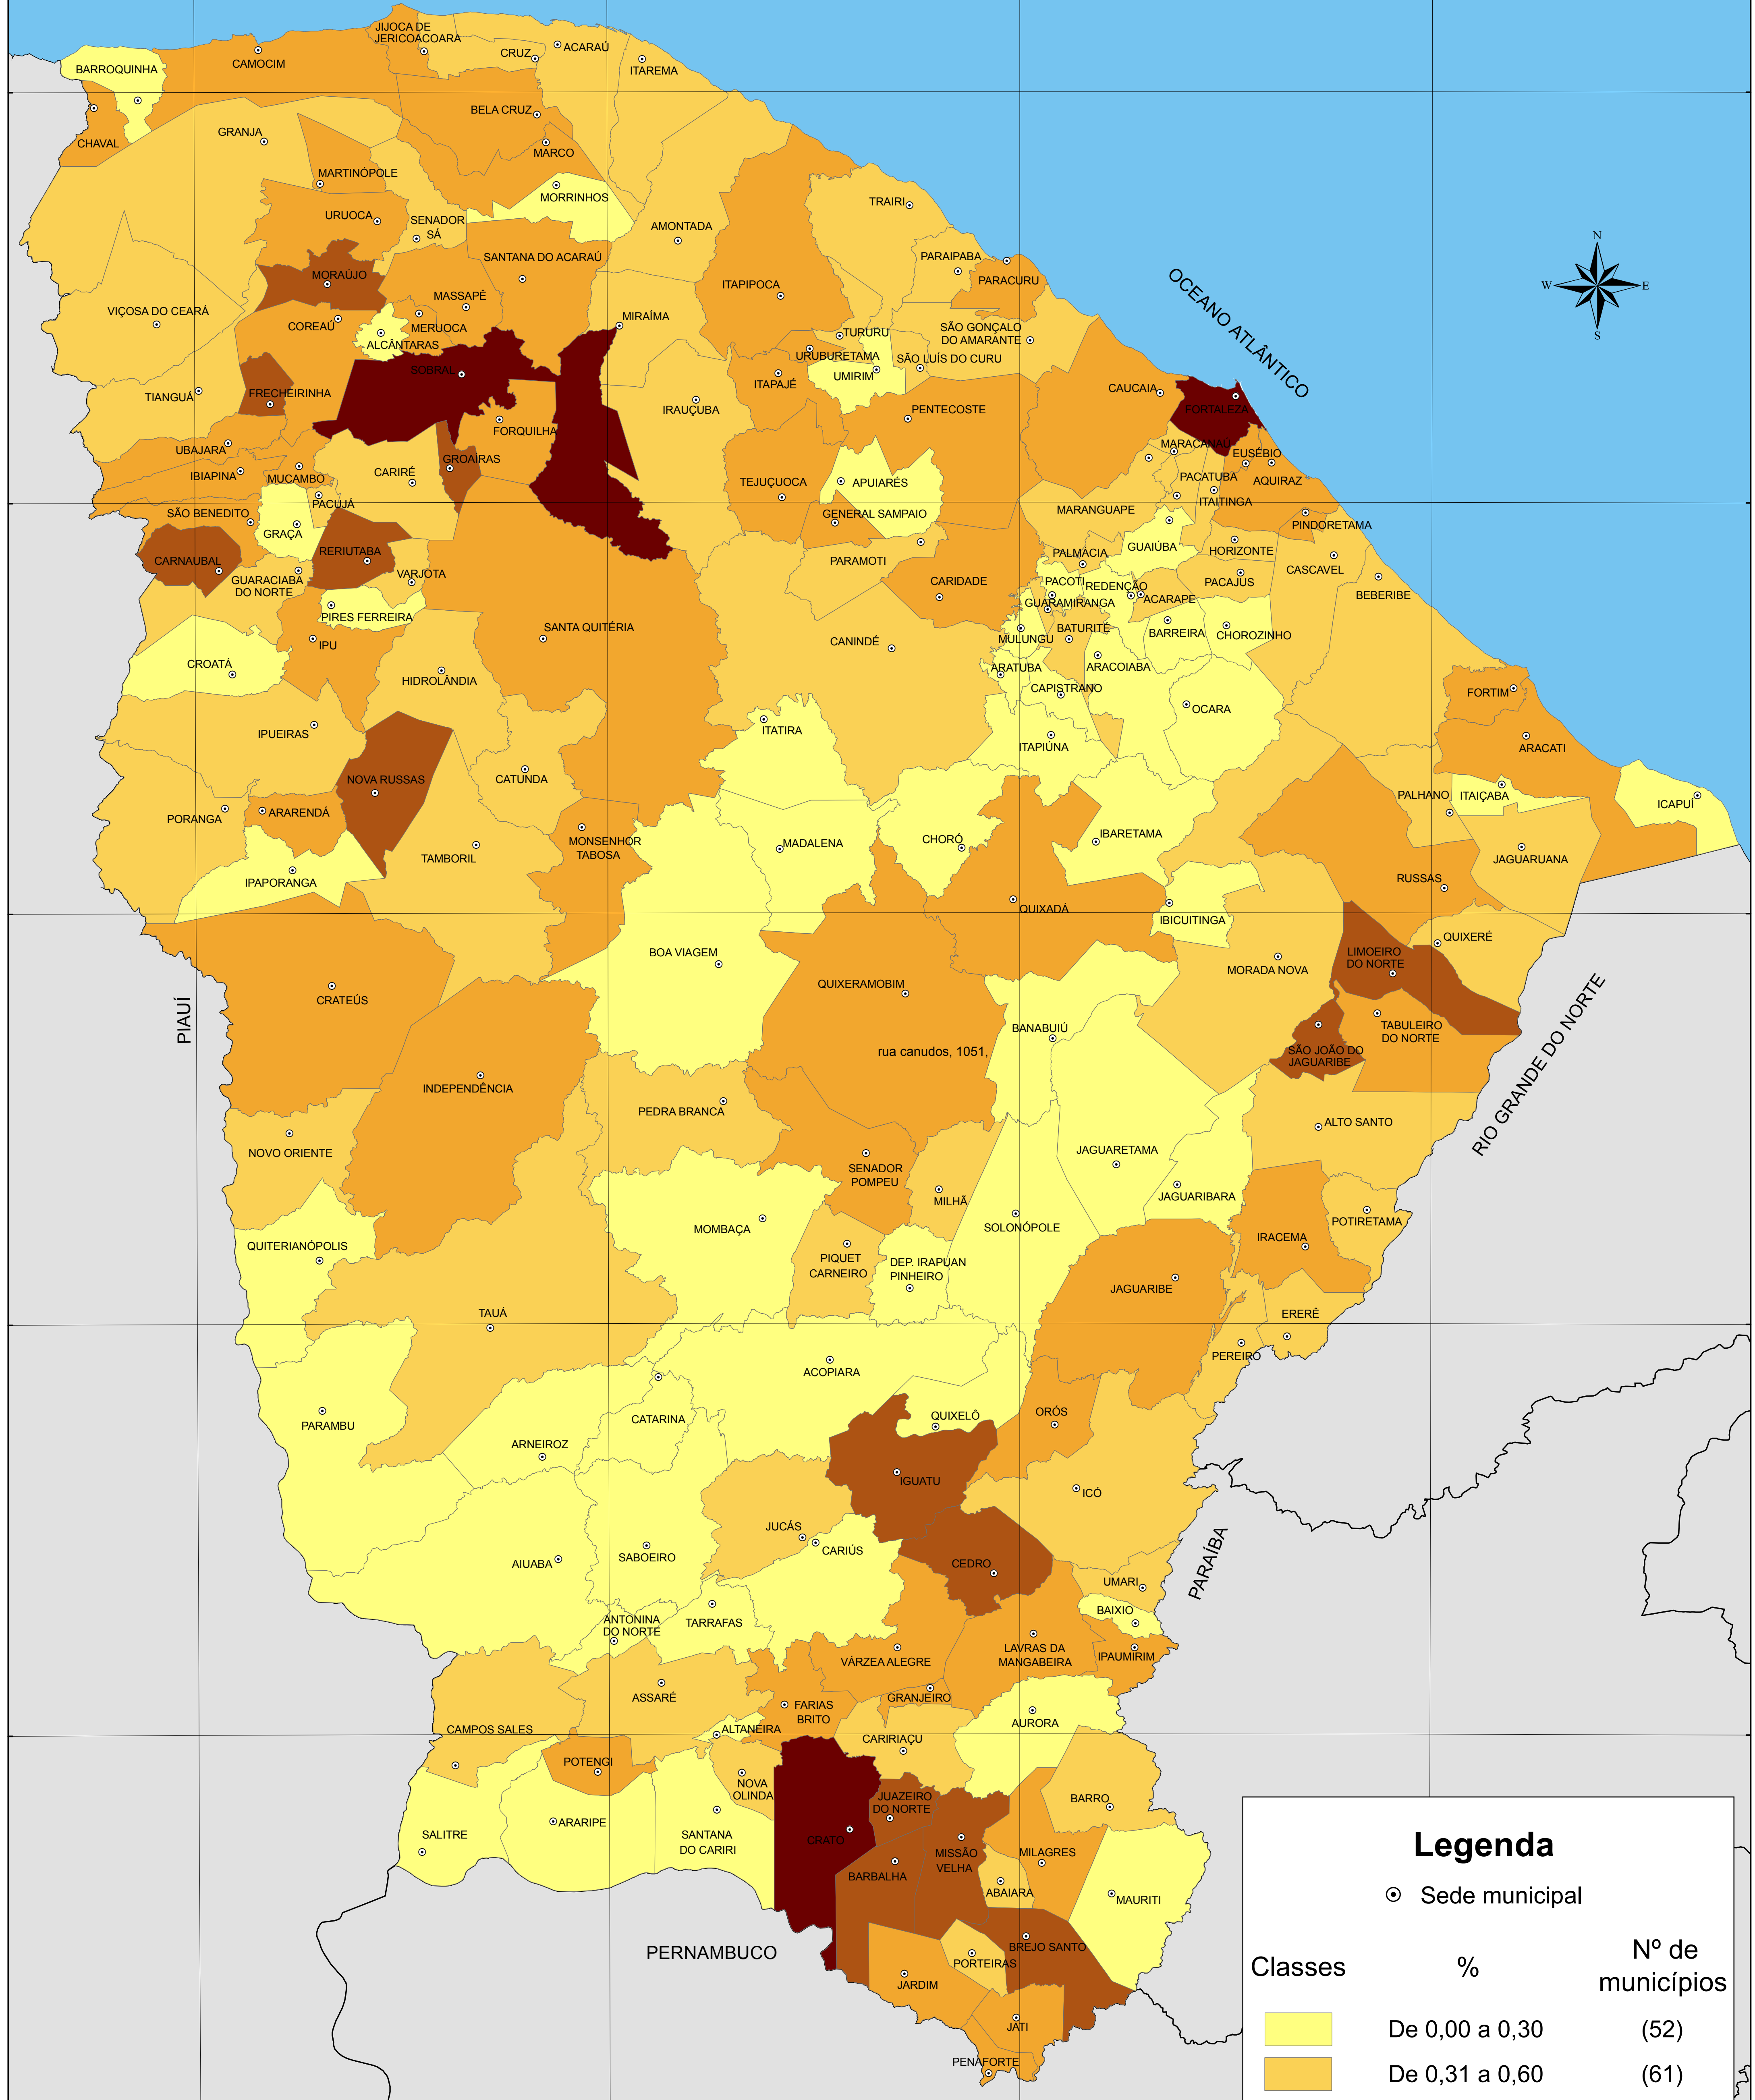 JIJOCA DE
JERICOACOARA
CRUZ
ACARAÚ
ITAREMA
BARROQUINHA
CAMOCIM
BELA CRUZ
CHAVAL
GRANJA
MARCO
MARTINÓPOLE
MORRINHOS
URUOCA
SENADOR
SÁ
TRAIRI
AMONTADA
N
W
E
S
MORAÚJO
SANTANA DO ACARAÚ
PARAIPABA
PARACURU
OCEANO ATLÂNTICO
VIÇOSA DO CEARÁ
MASSAPÊ
ITAPIPOCA
COREAÚ
MERUOCA
MIRAÍMA
SÃO GONÇALO
DO AMARANTE
ALCÂNTARAS
TURURU
URUBURETAMA
SÃO LUÍS DO CURU
SOBRAL
UMIRIM
TIANGUÁ
FRECHEIRINHA
ITAPAJÉ
CAUCAIA
IRAUÇUBA
PENTECOSTE
FORTALEZA
FORQUILHA
UBAJARA
MARACANAÚ
EUSÉBIO
IBIAPINA
MUCAMBO
CARIRÉ
GROAÍRAS
TEJUÇUOCA
APUIARÉS
PACATUBA
AQUIRAZ
PACUJÁ
ITAITINGA
SÃO BENEDITO
GENERAL SAMPAIO
MARANGUAPE
PINDORETAMA
GRAÇA
CARNAUBAL
RERIUTABA
PARAMOTI
PALMÁCIA
GUAIÚBA
HORIZONTE
GUARACIABA
DO NORTE
VARJOTA
CARIDADE
PACOTI
REDENÇÃO
PACAJUS
CASCAVEL
BEBERIBE
PIRES FERREIRA
GUARAMIRANGA
ACARAPE
SANTA QUITÉRIA
IPU
CANINDÉ
MULUNGU
BATURITÉ
BARREIRA
CHOROZINHO
CROATÁ
HIDROLÂNDIA
ARATUBA
ARACOIABA
CAPISTRANO
FORTIM
OCARA
IPUEIRAS
ITATIRA
ITAPIÚNA
ARACATI
NOVA RUSSAS
CATUNDA
PORANGA
ARARENDÁ
PALHANO
ITAIÇABA
ICAPUÍ
MONSENHOR
TABOSA
MADALENA
CHORÓ
IBARETAMA
TAMBORIL
JAGUARUANA
IPAPORANGA
RUSSAS
QUIXADÁ
IBICUITINGA
BOA VIAGEM
LIMOEIRO
DO NORTE
QUIXERÉ
MORADA NOVA
CRATEÚS
QUIXERAMOBIM
PIAUÍ
BANABUIÚ
TABULEIRO
DO NORTE
rua canudos, 1051,
SÃO JOÃO DO
JAGUARIBE
RIO GRANDE DO NORTE
INDEPENDÊNCIA
PEDRA BRANCA
ALTO SANTO
NOVO ORIENTE
JAGUARETAMA
SENADOR
POMPEU
MILHÃ
JAGUARIBARA
MOMBAÇA
SOLONÓPOLE
POTIRETAMA
IRACEMA
QUITERIANÓPOLIS
PIQUET
CARNEIRO
DEP. IRAPUAN
PINHEIRO
JAGUARIBE
TAUÁ
ERERÊ
PEREIRO
ACOPIARA
PARAMBU
CATARINA
QUIXELÔ
ORÓS
ARNEIROZ
IGUATU
ICÓ
JUCÁS
CARIÚS
AIUABA
SABOEIRO
CEDRO
PARAÍBA
UMARI
ANTONINA
DO NORTE
TARRAFAS
BAIXIO
VÁRZEA ALEGRE
LAVRAS DA
MANGABEIRA
IPAUMIRIM
ASSARÉ
FARIAS
BRITO
GRANJEIRO
CAMPOS SALES
ALTANEIRA
AURORA
CARIRIAÇU
POTENGI
NOVA
OLINDA
JUAZEIRO
DO NORTE
BARRO
SALITRE
ARARIPE
SANTANA
DO CARIRI
CRATO
MISSÃO
VELHA
MILAGRES
BARBALHA
ABAIARA
MAURITI
PERNAMBUCO
BREJO SANTO
PORTEIRAS
JARDIM
JATI
PENAFORTE
Legenda
Sede municipal
Classes
%
Nº de
municípios
De 0,00 a 0,30
(52)
De 0,31 a 0,60
(61)